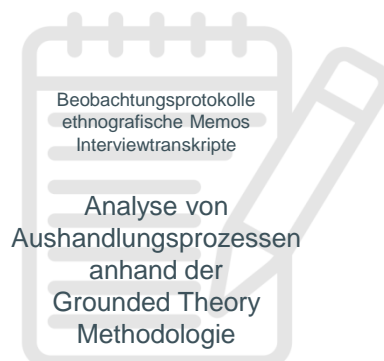 Beobachtungsprotokolle
ethnografische Memos
Interviewtranskripte
Analyse von
Aushandlungsprozessen
anhand der
Grounded Theory
Methodologie